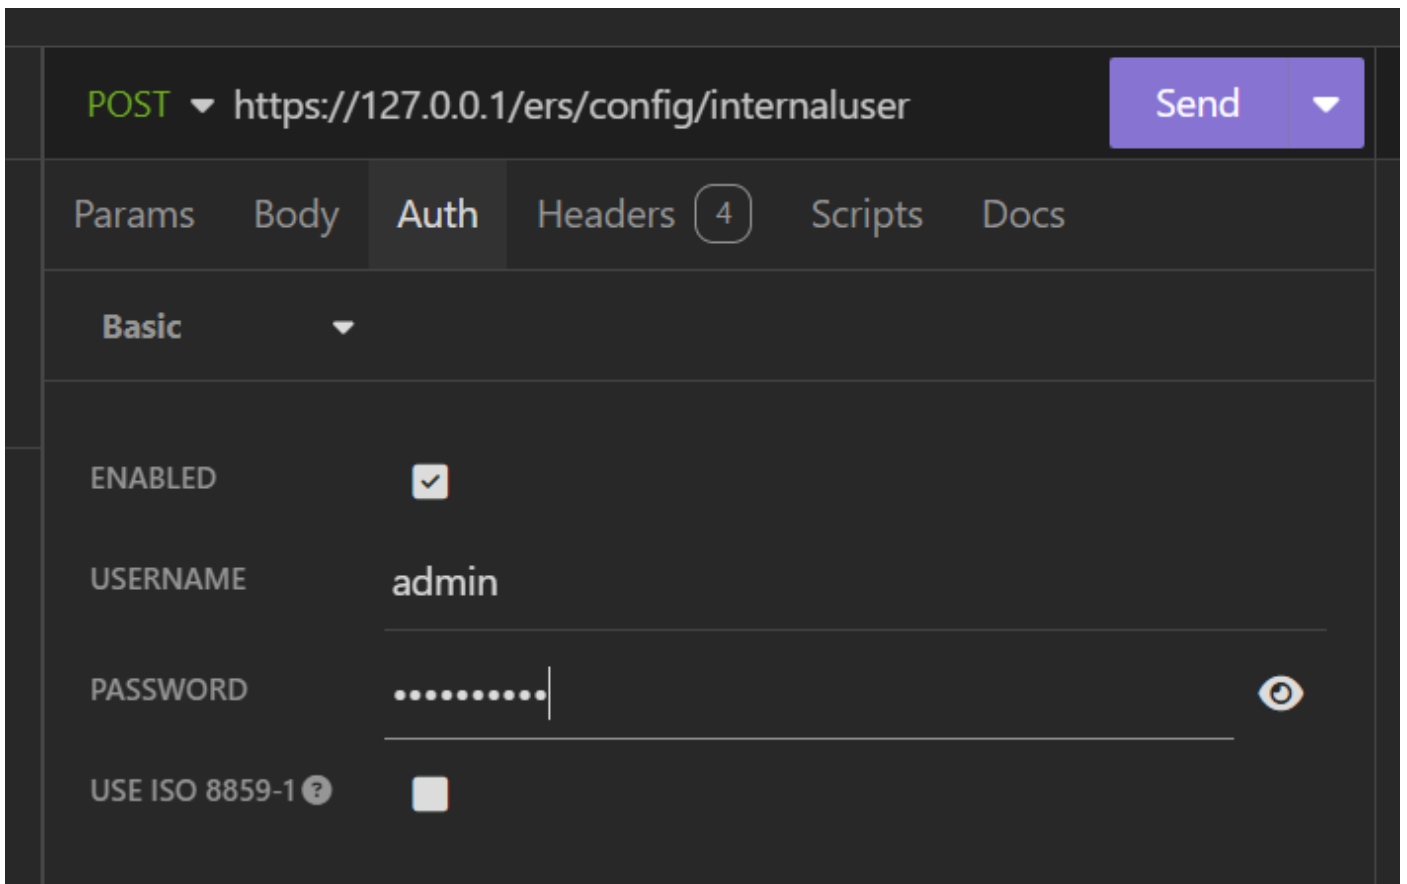 POST https://127.0.0.1/ers/config/internaluser Send
Params Body Auth Headers 4 Scripts Docs
Basic
ENABLED
USERNAME admin
PASSWORD ••••••••••
USE ISO 8859-1 ?